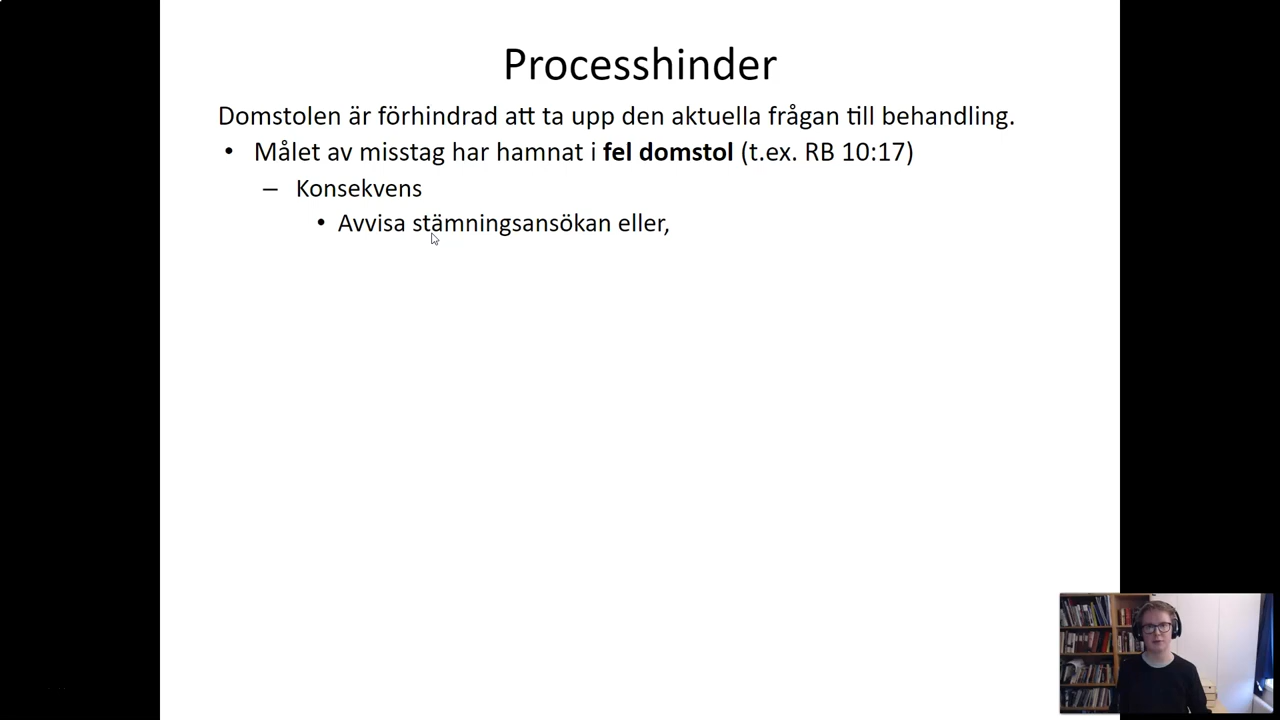 Processhinder
Domstolen är förhindrad att ta upp den aktuella frågan till behandling.
• Målet av misstag har hamnat i fel domstol (t.ex. RB 10:17)
– Konsekvens
• Avvisa stämningsansökan eller,